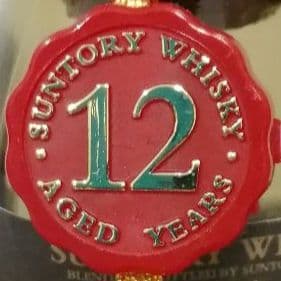 · SUNTORY WHISKY ·
12
AGED YEARS